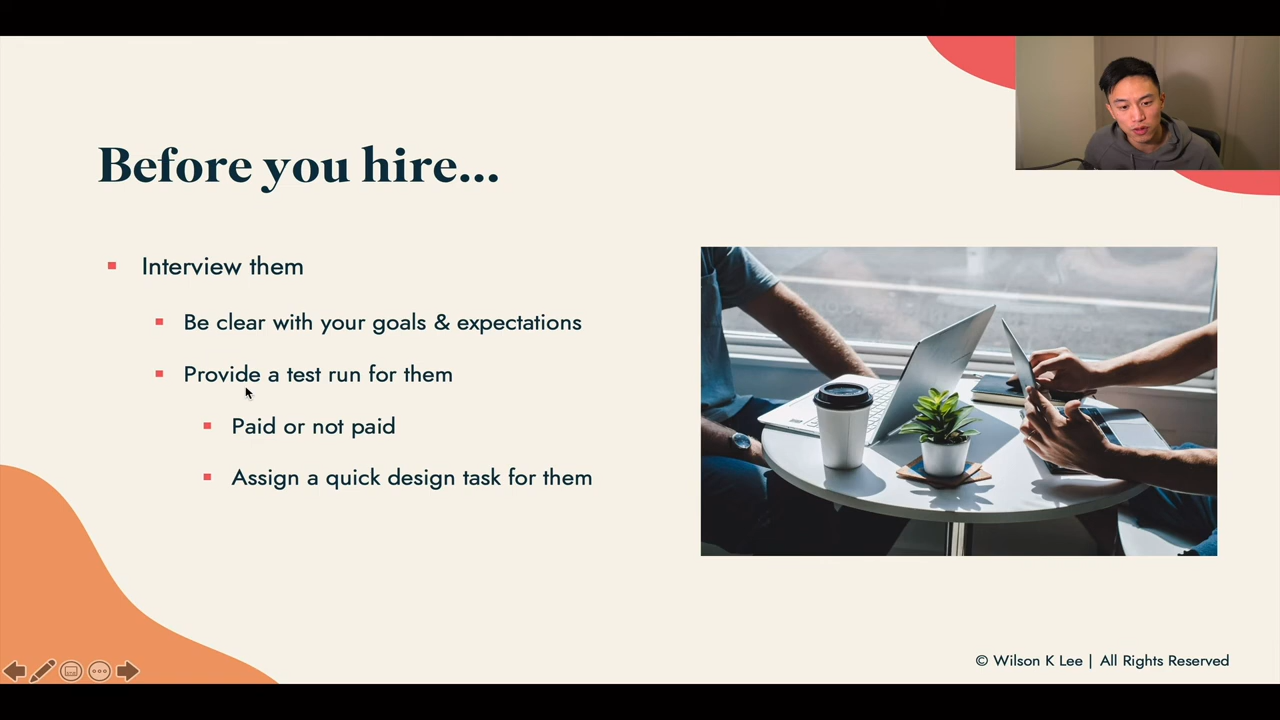 Before you hire...
Interview them
Be clear with your goals & expectations
Provide a test run for them
Paid or not paid
Assign a quick design task for them
© Wilson K Lee | All Rights Reserved